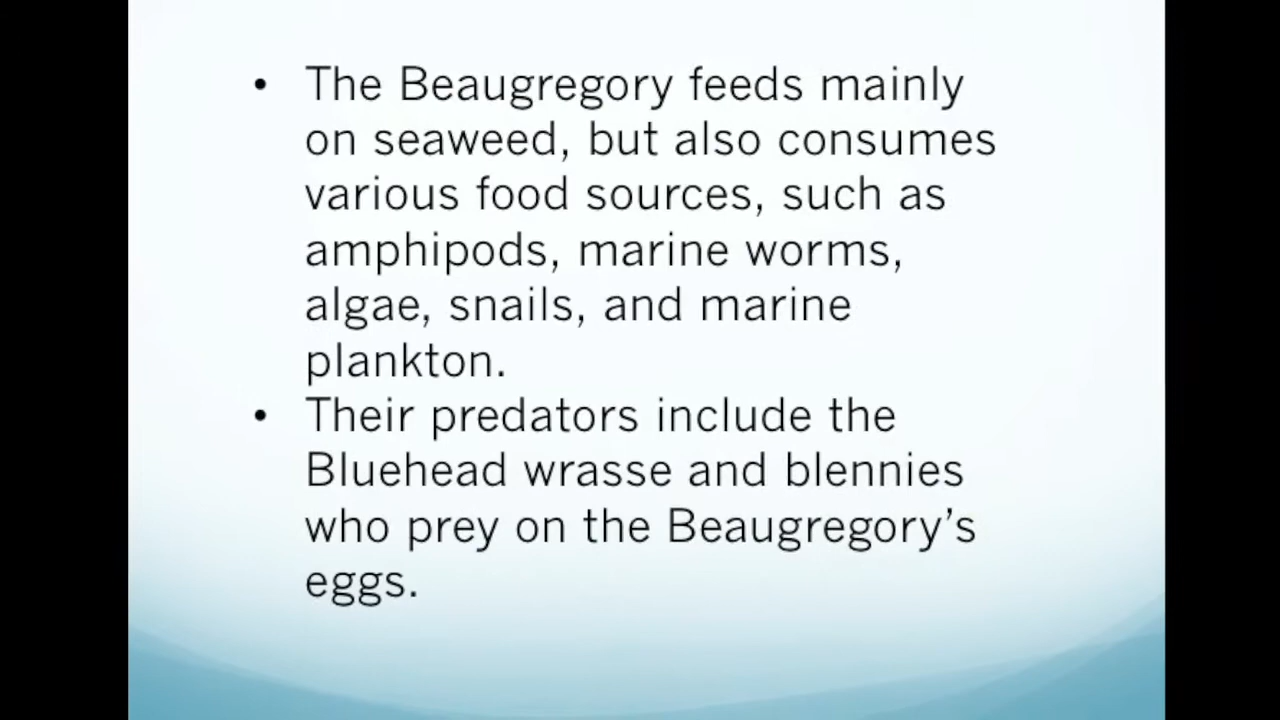 • The Beaugregory feeds mainly
on seaweed, but also consumes
various food sources, such as
amphipods, marine worms,
algae, snails, and marine
plankton.
• Their predators include the
Bluehead wrasse and blennies
who prey on the Beaugregory’s
eggs.